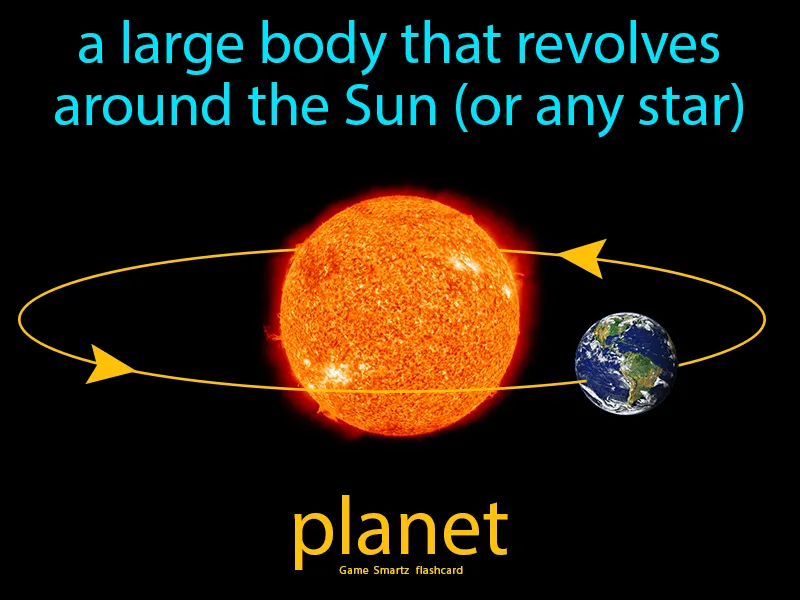 a large body that revolves
around the Sun (or any star)
planet
Game Smartz flashcard